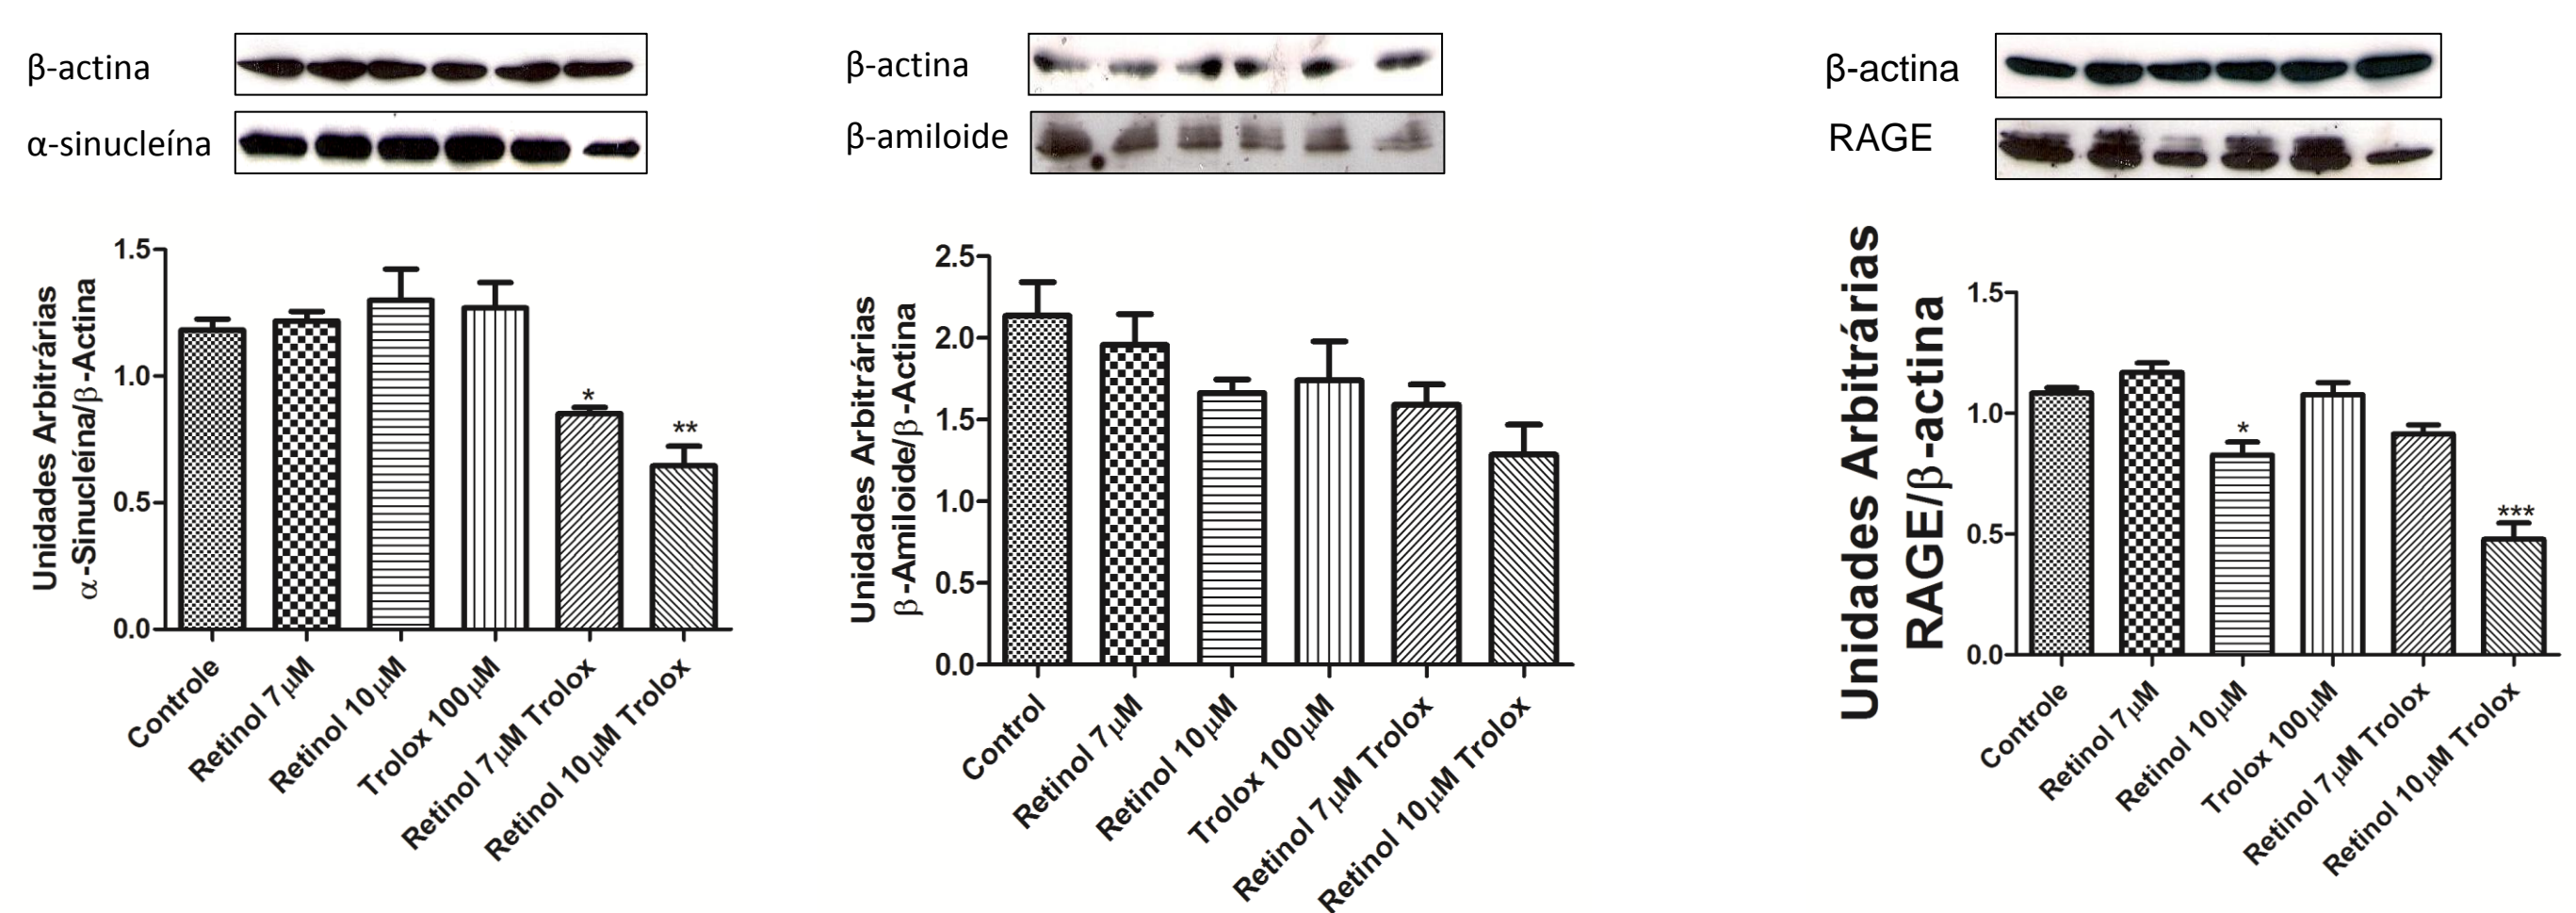 β-actina
α-sinucleína
1.5
1.0
0.5
0.0
Unidades Arbitrárias
α-Sinucleína/β-Actina
*
**
Controle
Retinol 7μM
Retinol 10μM
Trolox 100μM
Retinol 7μM Trolox
Retinol 10μM Trolox
β-actina
β-amiloide
2.5
2.0
1.5
1.0
0.5
0.0
Unidades Arbitrárias
β-Amiloide/β-Actina
Control
Retinol 7μM
Retinol 10μM
Trolox 100μM
Retinol 7μM Trolox
Retinol 10μM Trolox
β-actina
RAGE
1.5
1.0
0.5
0.0
Unidades Arbitrárias
RAGE/β-actina
*
***
Controle
Retinol 7μM
Retinol 10μM
Trolox 100μM
Retinol 7μM Trolox
Retinol 10μM Trolox